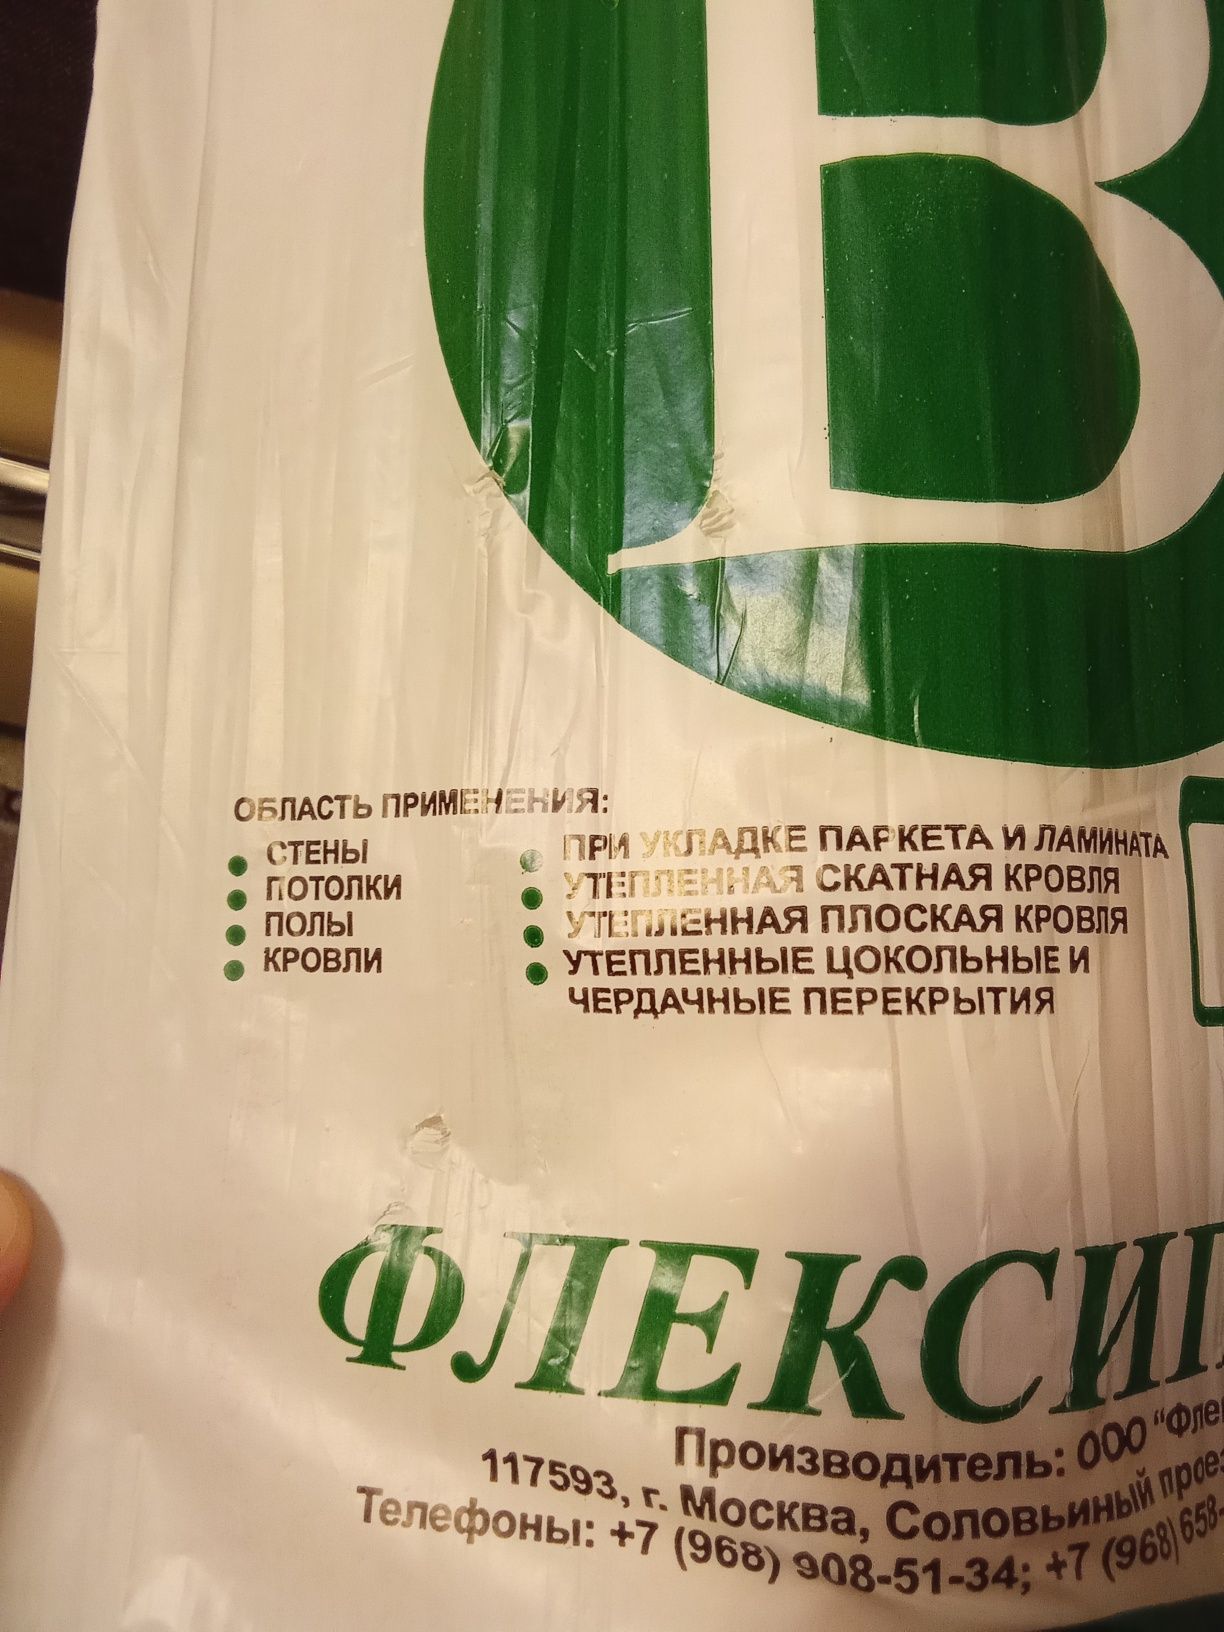 B
ОБЛАСТЬ ПРИМЕНЕНИЯ:
СТЕНЫ
ПОТОЛКИ
ПОЛЫ
КРОВЛИ
ПРИ УКЛАДКЕ ПАРКЕТА И ЛАМИНАТА
УТЕПЛЕННАЯ СКАТНАЯ КРОВЛЯ
УТЕПЛЕННАЯ ПЛОСКАЯ КРОВЛЯ
УТЕПЛЕННЫЕ ЦОКОЛЬНЫЕ И
ЧЕРДАЧНЫЕ ПЕРЕКРЫТИЯ
Производитель: ООО
117593, г. Москва, Соловьиный
Телефоны: +7 (968) 908-51-34; +7 (968) 658-